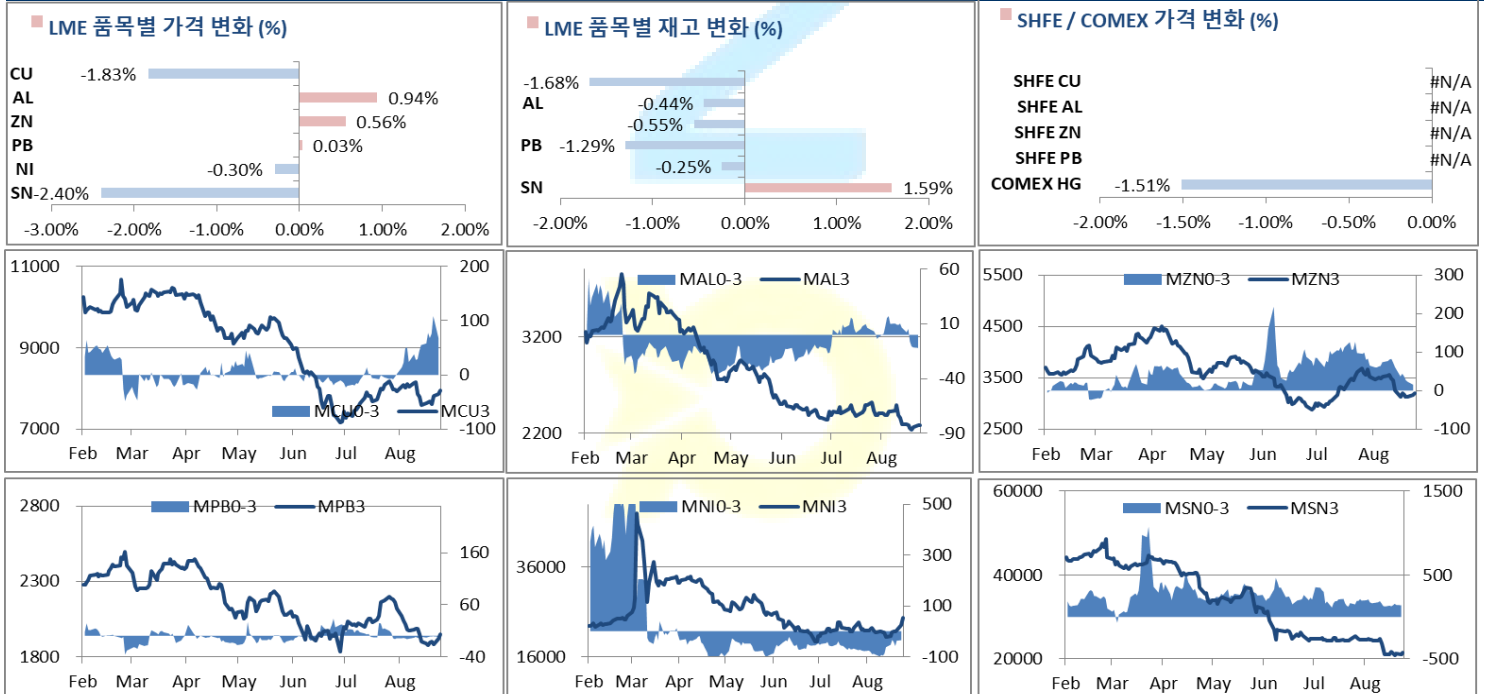 LME 품목별 가격 변화 (%)
CU
-1.83%
AL
0.94%
ZN
0.56%
PB
0.03%
NI
-0.30%
SN
-2.40%
-3.00% -2.00% -1.00% 0.00% 1.00% 2.00%
LME 품목별 재고 변화 (%)
-1.68%
AL
-0.44%
-0.55%
PB
-1.29%
-0.25%
SN
1.59%
-2.00% -1.00% 0.00% 1.00% 2.00%
SHFE / COMEX 가격 변화 (%)
SHFE CU
#N/A
SHFE AL
#N/A
SHFE ZN
#N/A
SHFE PB
#N/A
COMEX HG
-1.51%
-2.00% -1.50% -1.00% -0.50% 0.00%
11000
9000
7000
200
100
0
-100
MCU0-3 MCU3
Feb Mar Apr May Jun Jul Aug
MAL0-3 MAL3
3200
2200
60
10
-40
-90
Feb Mar Apr May Jun Jul Aug
MZN0-3 MZN3
5500
4500
3500
2500
300
200
100
0
-100
Feb Mar Apr May Jun Jul Aug
MPB0-3 MPB3
2800
2300
1800
160
60
-40
Feb Mar Apr May Jun Jul Aug
MNI0-3 MNI3
36000
16000
500
300
100
-100
Feb Mar Apr May Jun Jul Aug
MSN0-3 MSN3
60000
40000
20000
1500
500
-500
Feb Mar Apr May Jun Jul Aug